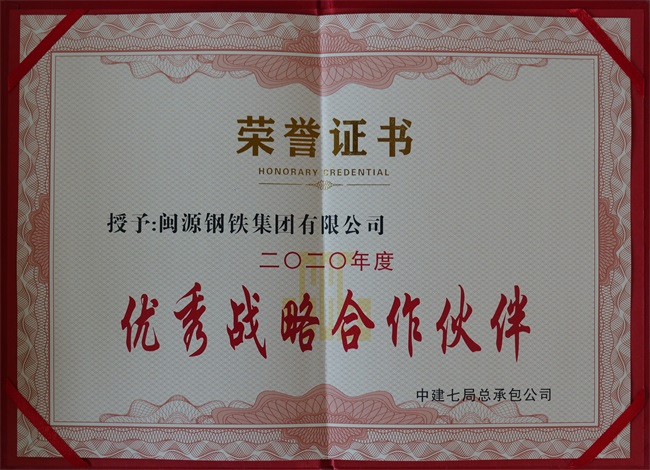 荣誉证书
HONORARY CREDENTIAL
授予:闽源钢铁集团有限公司
二〇二〇年度
优秀战略合作伙伴
中建七局总承包公司